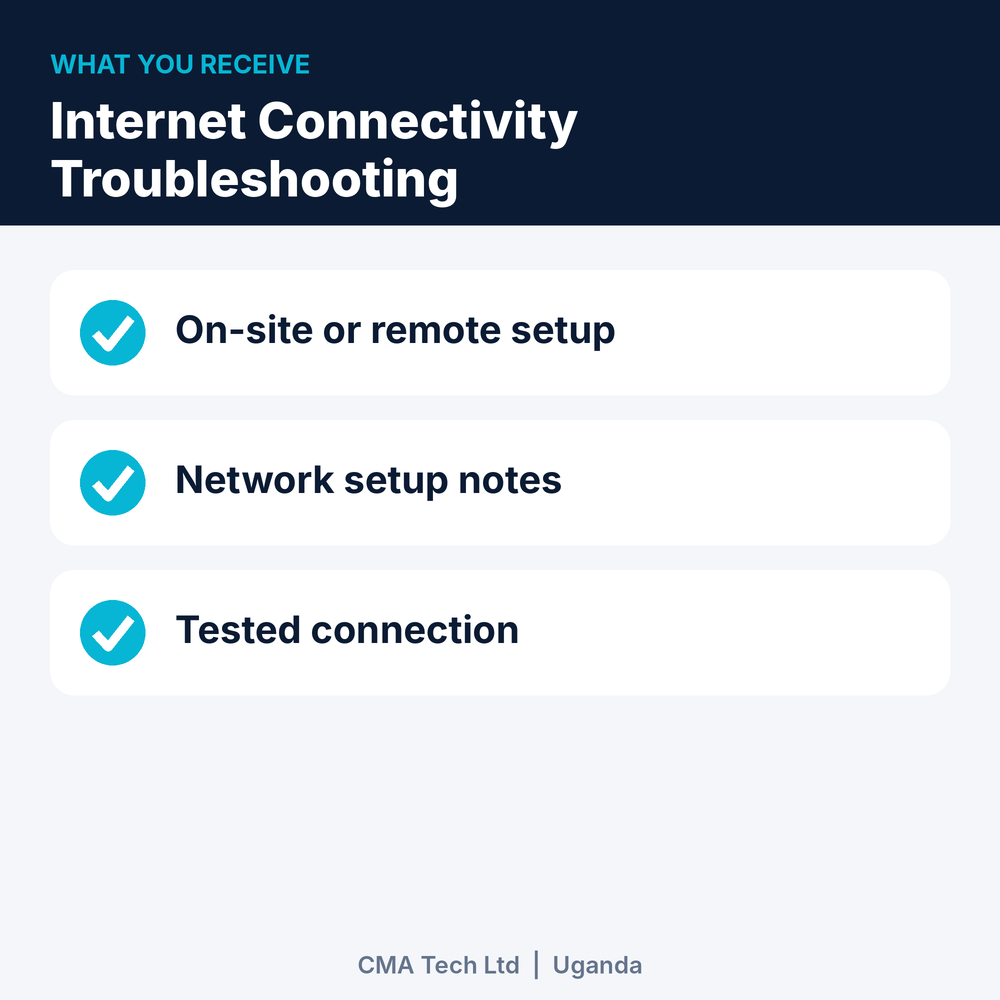 WHAT YOU RECEIVE
Internet Connectivity
Troubleshooting
On-site or remote setup
Network setup notes
Tested connection
CMA Tech Ltd | Uganda